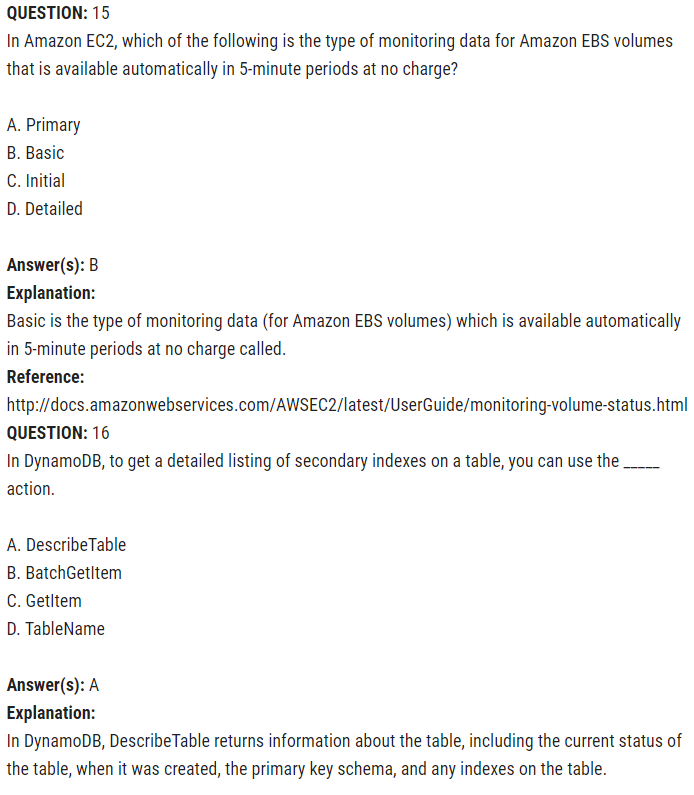 QUESTION: 15
In Amazon EC2, which of the following is the type of monitoring data for Amazon EBS volumes
that is available automatically in 5-minute periods at no charge?
A. Primary
B. Basic
C. Initial
D. Detailed
Answer(s): B
Explanation:
Basic is the type of monitoring data (for Amazon EBS volumes) which is available automatically
in 5-minute periods at no charge called.
Reference:
http://docs.amazonwebservices.com/AWSEC2/latest/UserGuide/monitoring-volume-status.html
QUESTION: 16
In DynamoDB, to get a detailed listing of secondary indexes on a table, you can use the _____
action.
A. DescribeTable
B. BatchGetItem
C. GetItem
D. TableName
Answer(s): A
Explanation:
In DynamoDB, DescribeTable returns information about the table, including the current status of
the table, when it was created, the primary key schema, and any indexes on the table.